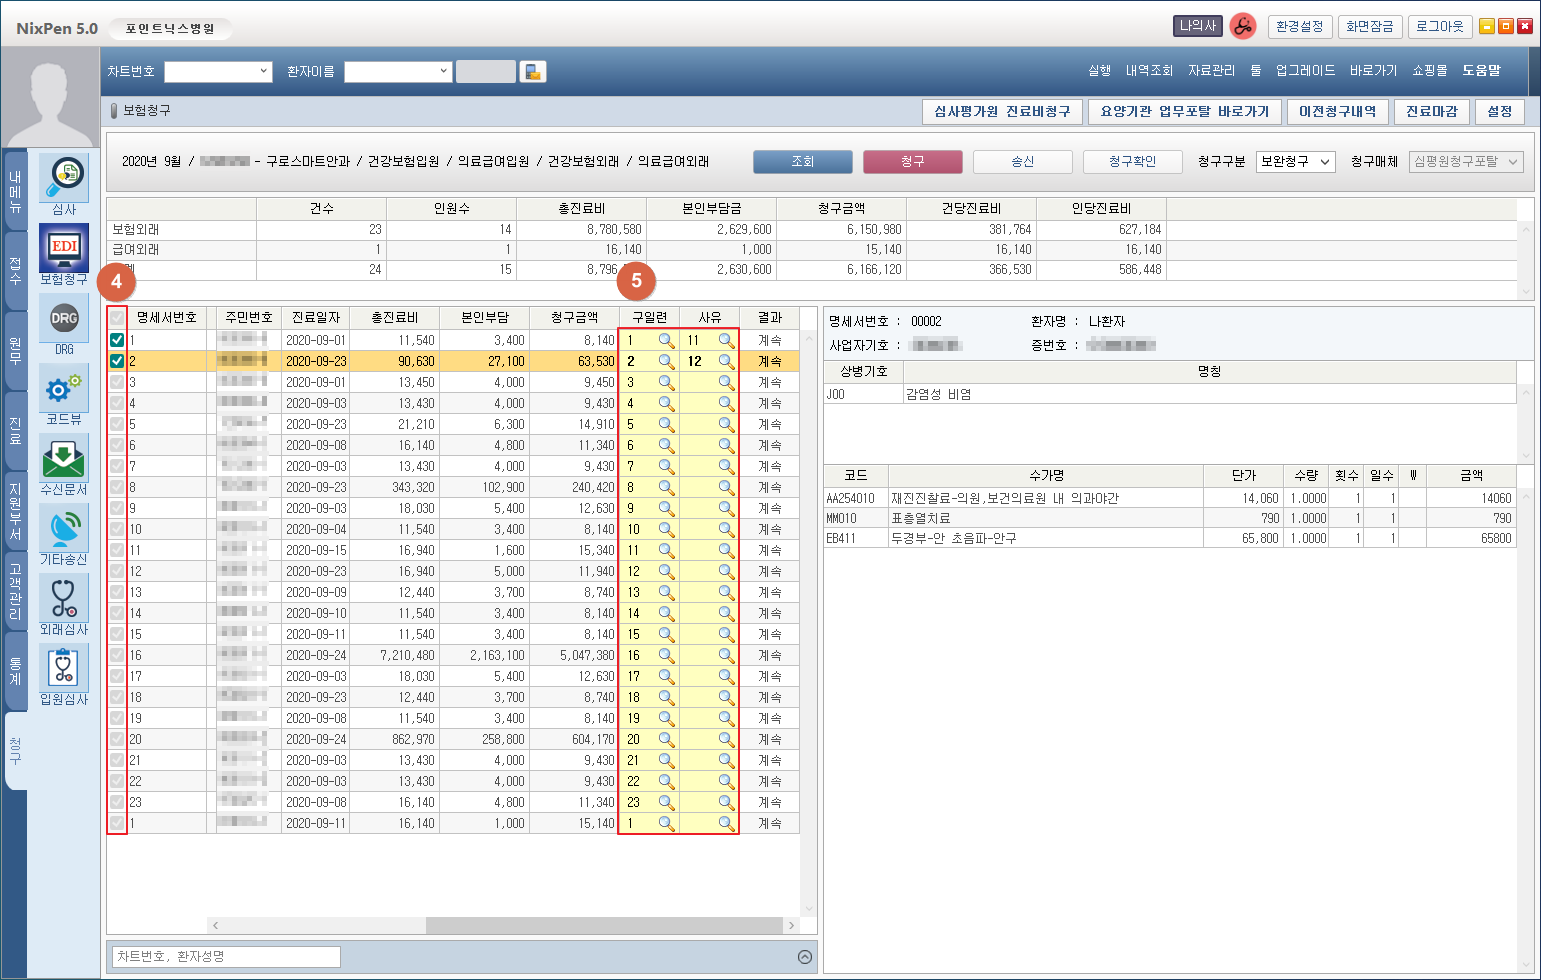 NixPen 5.0 포인트닉스병원 나의사 환경설정 화면잠금 로그아웃
차트번호 환자이름 실행 내역조회 자료관리 툴 업그레이드 바로가기 쇼핑몰 도움말
보험청구 심사평가원 진료비청구 요양기관 업무포탈 바로가기 이전청구내역 진료마감 설정
2020년 9월 / - 구로스마트안과 / 건강보험입원 / 의료급여입원 / 건강보험외래 / 의료급여외래 조회 청구 송신 청구확인 청구구분 보완청구 청구매체 심평원청구포탈
내메뉴
접수
원무
진료
지원부서
고객관리
통계
청구
심사
EDI
보험청구
DRG
DRG
코드뷰
수신문서
기타송신
외래심사
입원심사
건수 인원수 총진료비 본인부담금 청구금액 건당진료비 인당진료비
보험외래 23 14 8,780,580 2,629,600 6,150,980 381,764 627,184
급여외래 1 1 16,140 1,000 15,140 16,140 16,140
24 15 8,796, 2,630,600 6,166,120 366,530 586,448
4 5
명세서번호 주민번호 진료일자 총진료비 본인부담 청구금액 구일련 사유 결과
1 2020-09-01 11,540 3,400 8,140 1 11 계속
2 2020-09-23 90,630 27,100 63,530 2 12 계속
3 2020-09-01 13,450 4,000 9,450 3 계속
4 2020-09-03 13,430 4,000 9,430 4 계속
5 2020-09-23 21,210 6,300 14,910 5 계속
6 2020-09-08 16,140 4,800 11,340 6 계속
7 2020-09-03 13,430 4,000 9,430 7 계속
8 2020-09-23 343,320 102,900 240,420 8 계속
9 2020-09-03 18,030 5,400 12,630 9 계속
10 2020-09-04 11,540 3,400 8,140 10 계속
11 2020-09-15 16,940 1,600 15,340 11 계속
12 2020-09-23 16,940 5,000 11,940 12 계속
13 2020-09-09 12,440 3,700 8,740 13 계속
14 2020-09-10 11,540 3,400 8,140 14 계속
15 2020-09-11 11,540 3,400 8,140 15 계속
16 2020-09-24 7,210,480 2,163,100 5,047,380 16 계속
17 2020-09-03 18,030 5,400 12,630 17 계속
18 2020-09-23 12,440 3,700 8,740 18 계속
19 2020-09-08 11,540 3,400 8,140 19 계속
20 2020-09-24 862,970 258,800 604,170 20 계속
21 2020-09-03 13,430 4,000 9,430 21 계속
22 2020-09-03 13,430 4,000 9,430 22 계속
23 2020-09-08 16,140 4,800 11,340 23 계속
1 2020-09-11 16,140 1,000 15,140 1 계속
차트번호, 환자성명
명세서번호 : 00002 환자명 : 나환자
사업자기호 : 증번호 :
상병기호 명칭
J00 감염성 비염
코드 수가명 단가 수량 횟수 일수 W 금액
AA254010 재진진찰료-의원,보건의료원 내 의과야간 14,060 1.0000 1 1 14060
MM010 표층열치료 790 1.0000 1 1 790
EB411 두경부-안 초음파-안구 65,800 1.0000 1 1 65800